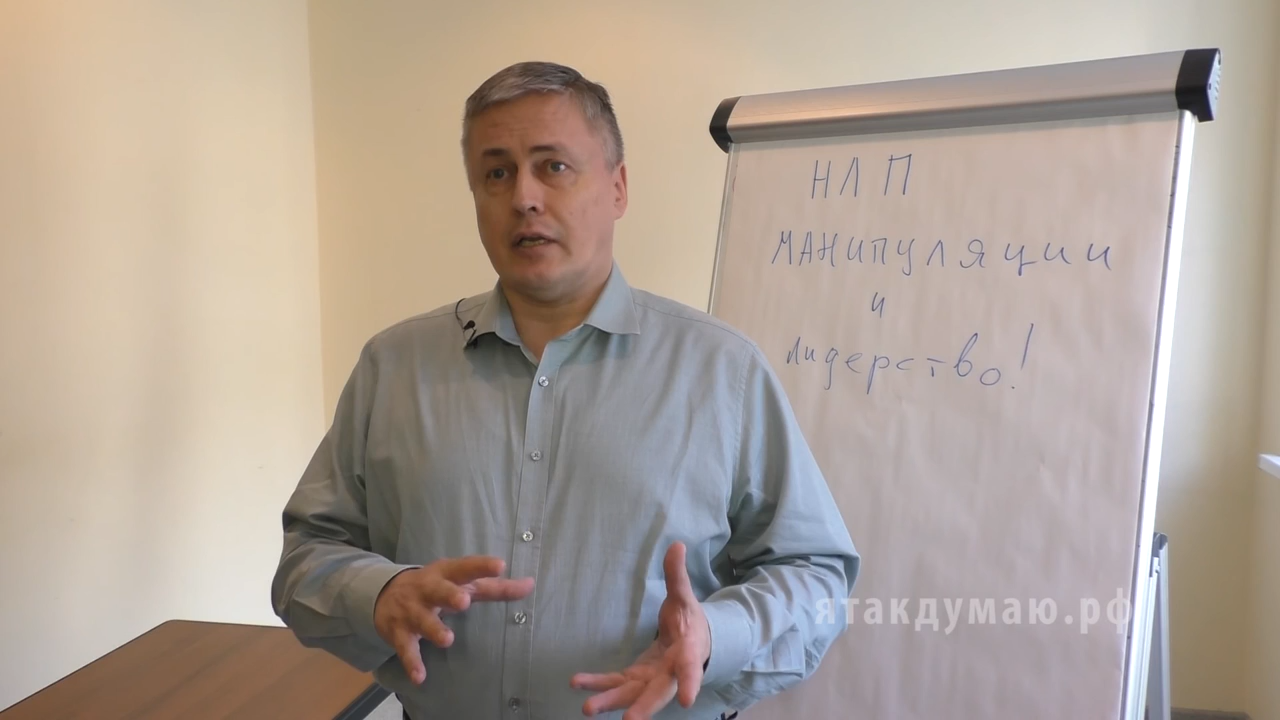 НЛП
МАНИПУЛЯЦИИ
и
лидерство!
ятакдумаю.рф